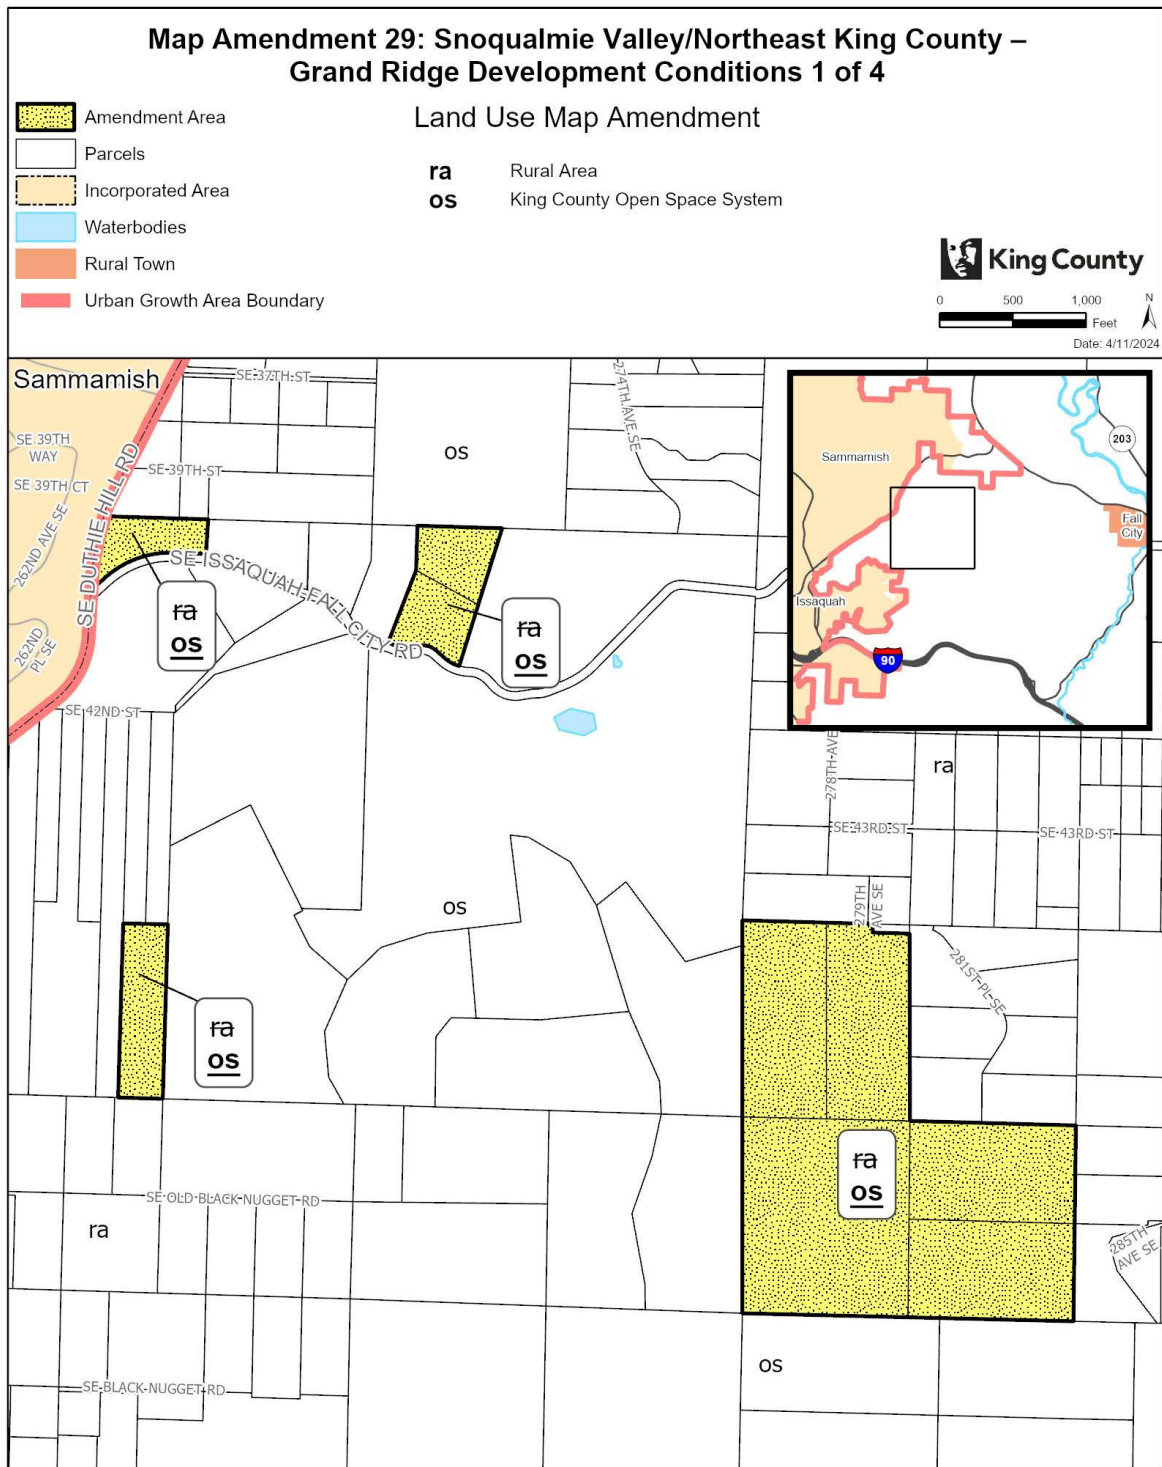 Map Amendment 29: Snoqualmie Valley/Northeast King County –
Grand Ridge Development Conditions 1 of 4
Amendment Area
Parcels
Incorporated Area
Waterbodies
Rural Town
Urban Growth Area Boundary
Land Use Map Amendment
ra Rural Area
os King County Open Space System
King County
0 500 1,000
Feet
N
Date: 4/11/2024
Sammamish
SE 37TH ST
274TH AVE SE
SE 39TH
WAY
SE 39TH ST
SE 39TH CT
262ND AVE SE
SE DUTHIE HILL RD
262ND
PL SE
os
SE ISSAQUAH-FALL CITY RD
ra
os
ra
os
SE 42ND ST
Sammamish
203
Fall
City
Issaquah
90
278TH AVE
ra
SE 43RD ST
SE 43RD ST
279TH
AVE SE
os
281ST PL SE
ra
os
ra
os
SE OLD BLACK NUGGET RD
ra
285TH
AVE SE
os
SE BLACK NUGGET RD